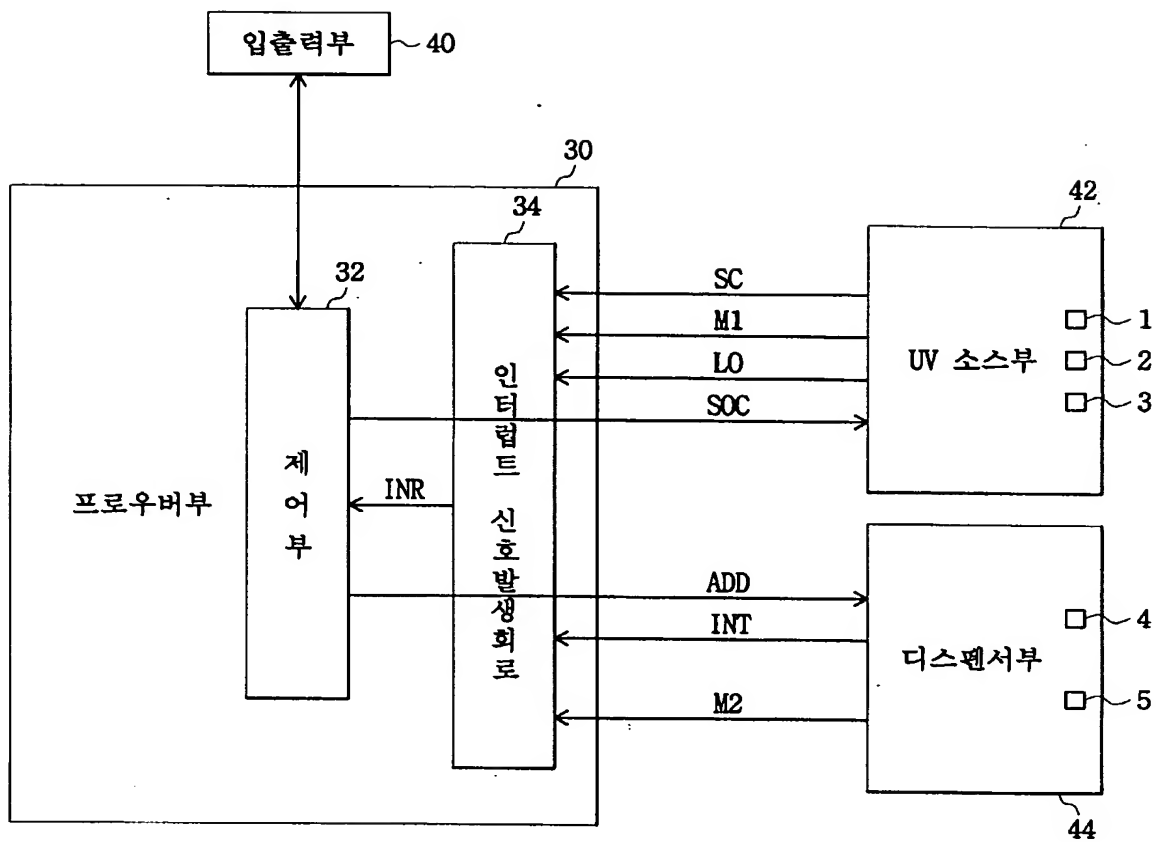 입출력부
40
30
34
32
42
SC
M1
LO
SOC
INR
UV 소스부
1
2
3
인터럽트 신호발생회로
제어부
프로우버부
ADD
INT
M2
디스펜서부
4
5
44